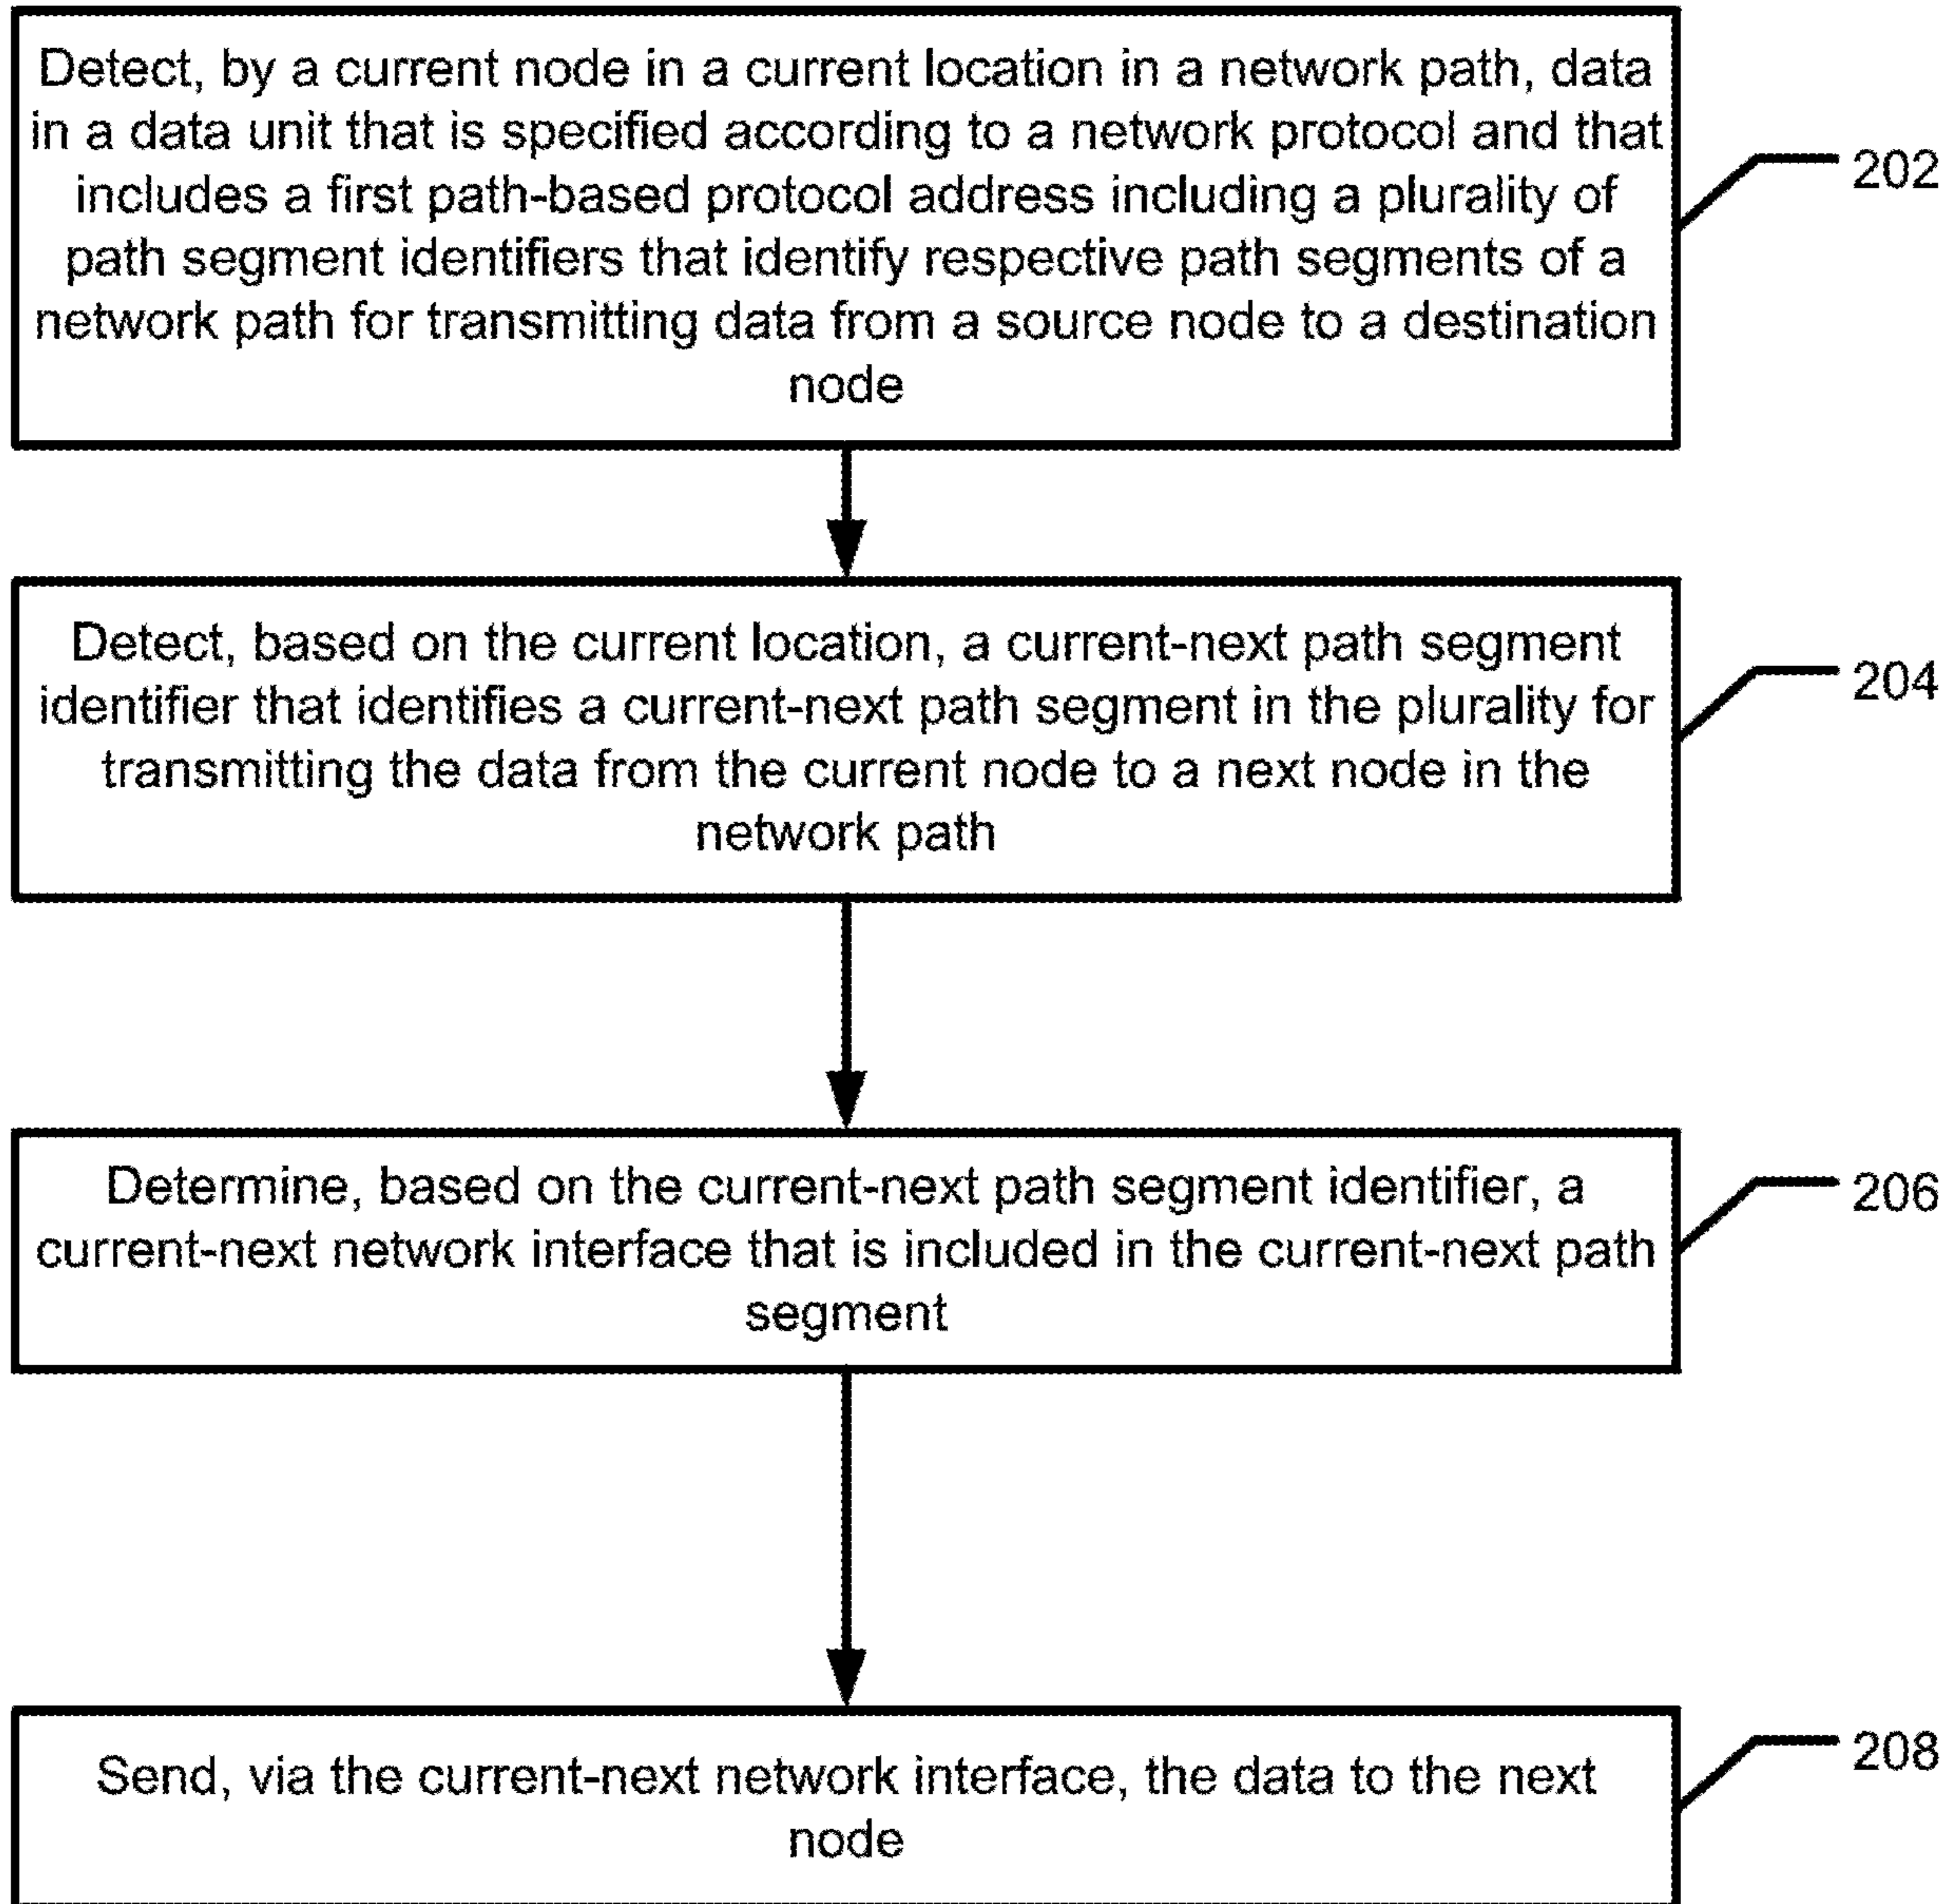 Detect, by a current node in a current location in a network path, data
in a data unit that is specified according to a network protocol and that
includes a first path-based protocol address including a plurality of
path segment identifiers that identify respective path segments of a
network path for transmitting data from a source node to a destination
node
202
Detect, based on the current location, a current-next path segment
identifier that identifies a current-next path segment in the plurality for
transmitting the data from the current node to a next node in the
network path
204
Determine, based on the current-next path segment identifier, a
current-next network interface that is included in the current-next path
segment
206
Send, via the current-next network interface, the data to the next
node
208